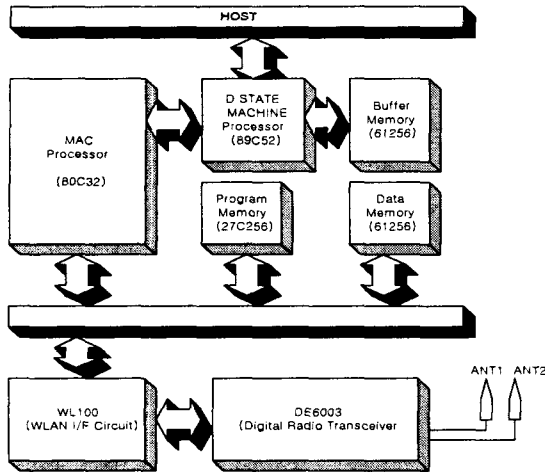 HOST
MAC
Processor
(80C32)
D STATE
MACHINE
Processor
(89C52)
Buffer
Memory
(61256)
Program
Memory
(27C256)
Data
Memory
(61256)
WL100
(WLAN I/F Circuit)
DE6003
(Digital Radio Transceiver
ANT1 ANT2